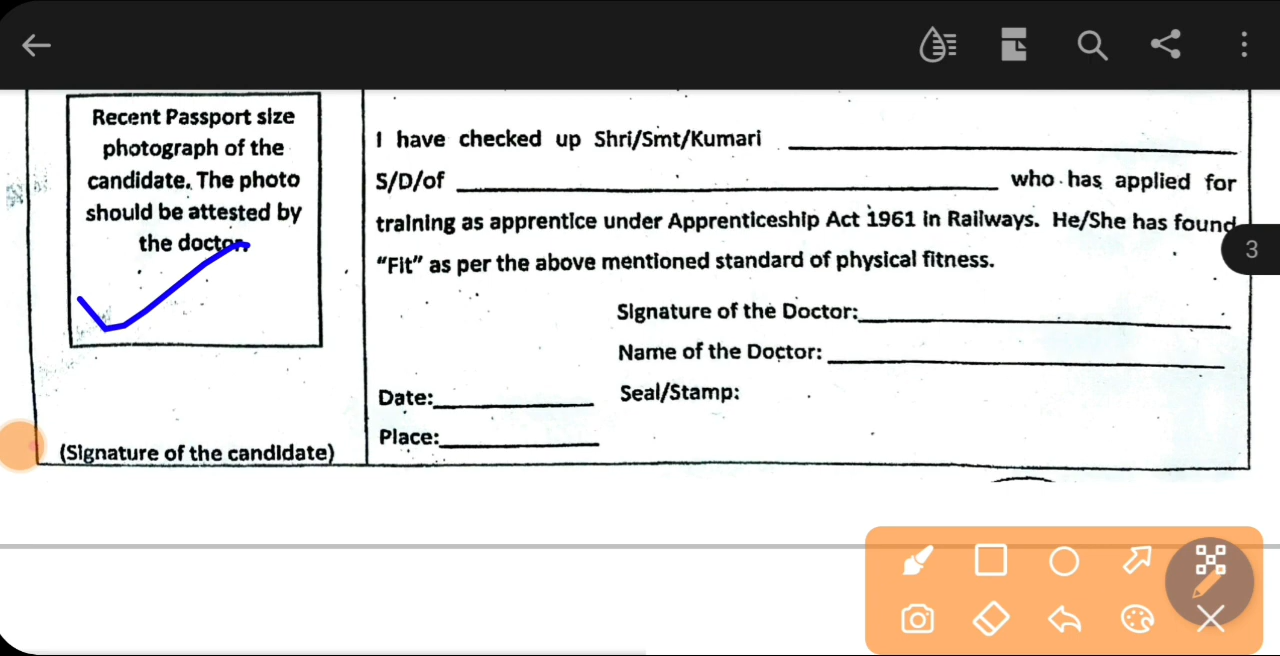 Recent Passport size
photograph of the
candidate. The photo
should be attested by
the doctor.
(Signature of the candidate)
I have checked up Shri/Smt/Kumari
S/D/of who has applied for
training as apprentice under Apprenticeship Act 1961 in Railways. He/She has found
"Fit" as per the above mentioned standard of physical fitness.
Signature of the Doctor:
Name of the Doctor:
Date:
Seal/Stamp:
Place:
3